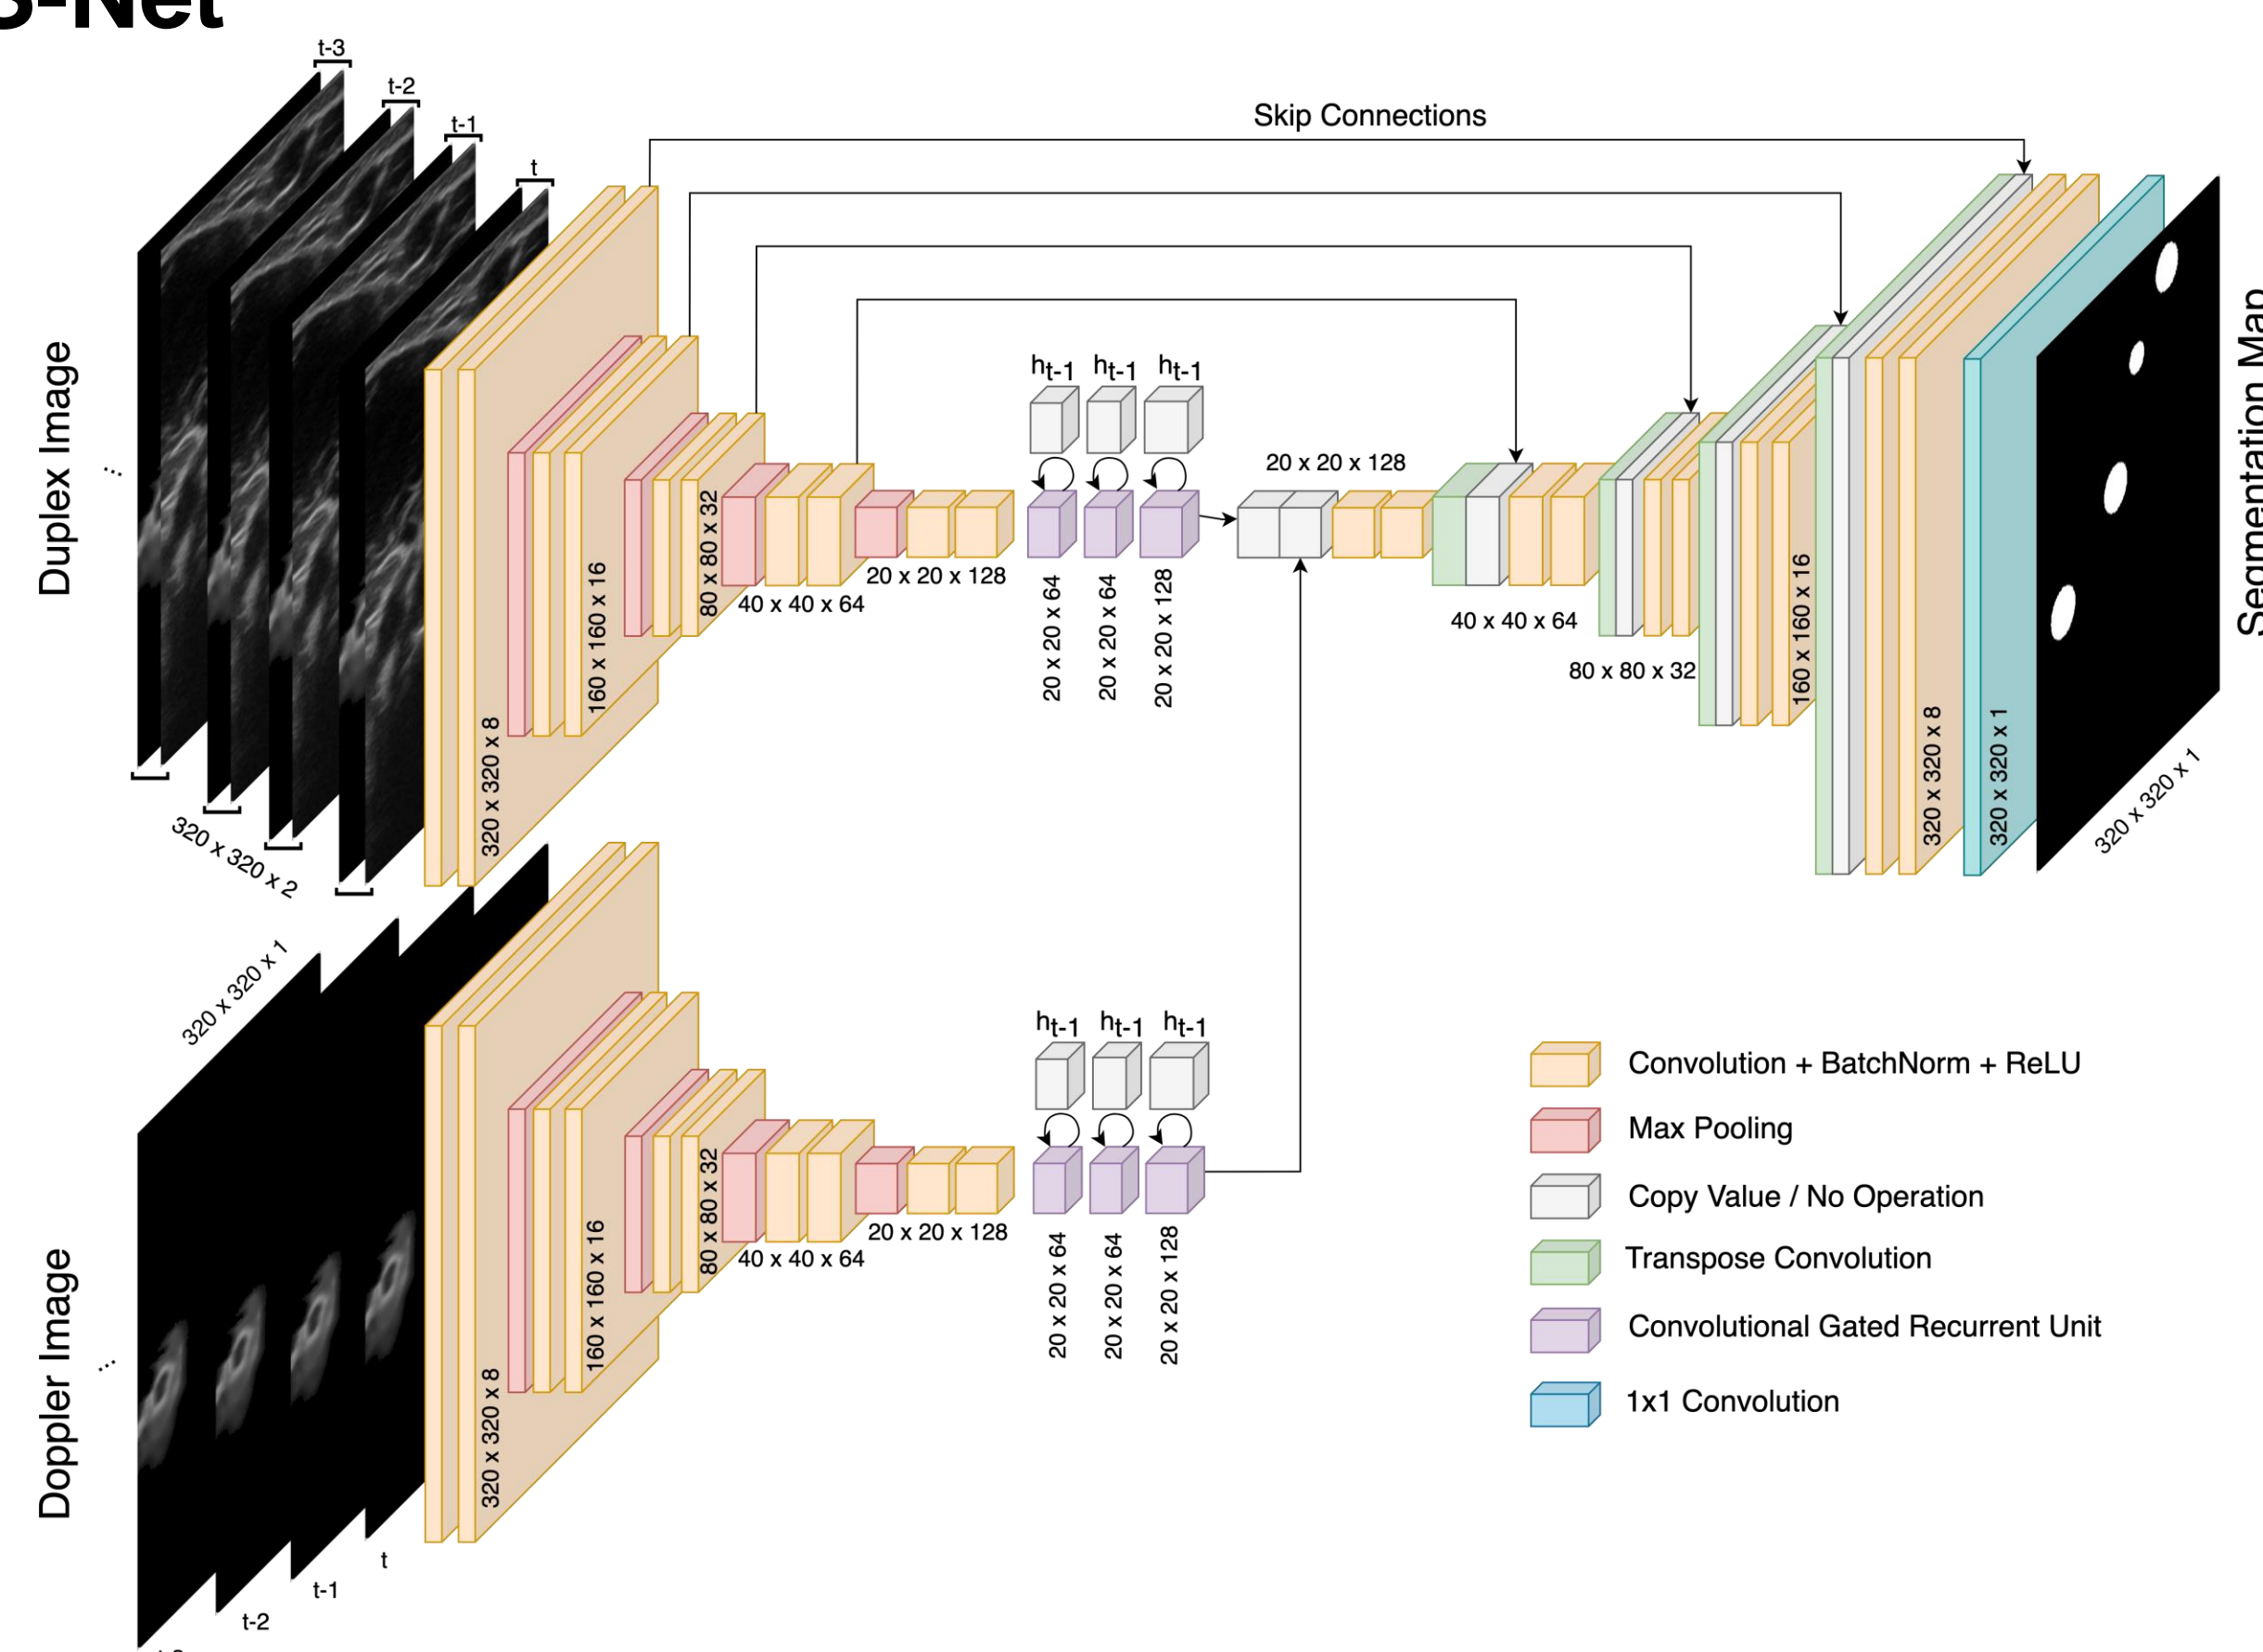 -Net
t-3
t-2
t-1
t
Skip Connections
Duplex Image
...
320 x 320 x 2
320 x 320 x 8
160 x 160 x 16
80 x 80 x 32
40 x 40 x 64
20 x 20 x 128
ht-1
ht-1
ht-1
20 x 20 x 64
20 x 20 x 64
20 x 20 x 128
20 x 20 x 128
40 x 40 x 64
80 x 80 x 32
160 x 160 x 16
320 x 320 x 8
320 x 320 x 1
320 x 320 x 1
Segmentation Map
Doppler Image
...
320 x 320 x 1
320 x 320 x 8
160 x 160 x 16
80 x 80 x 32
40 x 40 x 64
20 x 20 x 128
ht-1
ht-1
ht-1
20 x 20 x 64
20 x 20 x 64
20 x 20 x 128
t
t-1
t-2
Convolution + BatchNorm + ReLU
Max Pooling
Copy Value / No Operation
Transpose Convolution
Convolutional Gated Recurrent Unit
1x1 Convolution